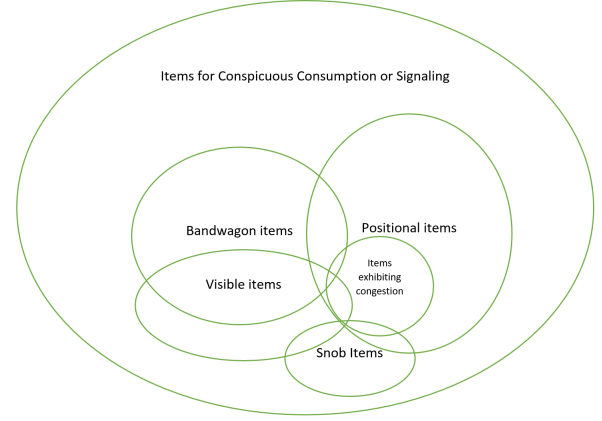 Items for Conspicuous Consumption or Signaling
Bandwagon items
Positional items
Visible items
Items
exhibiting
congestion
Snob Items